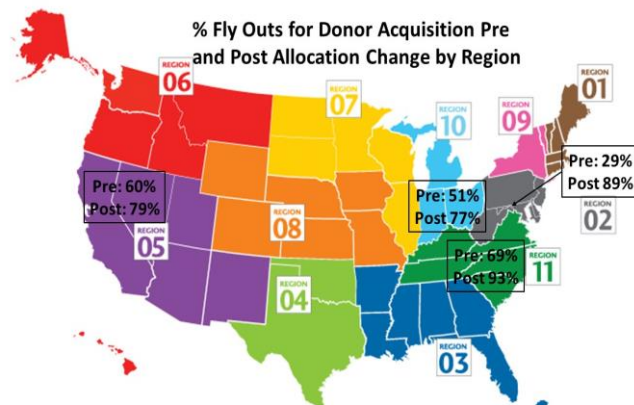 % Fly Outs for Donor Acquisition Pre
and Post Allocation Change by Region
REGION
06
REGION
07
REGION
01
REGION
10
REGION
09
Pre: 29%
Post 89%
Pre: 60%
Post: 79%
Pre: 51%
Post 77%
REGION
02
REGION
08
REGION
05
Pre: 69%
Post 93%
REGION
11
REGION
04
REGION
03